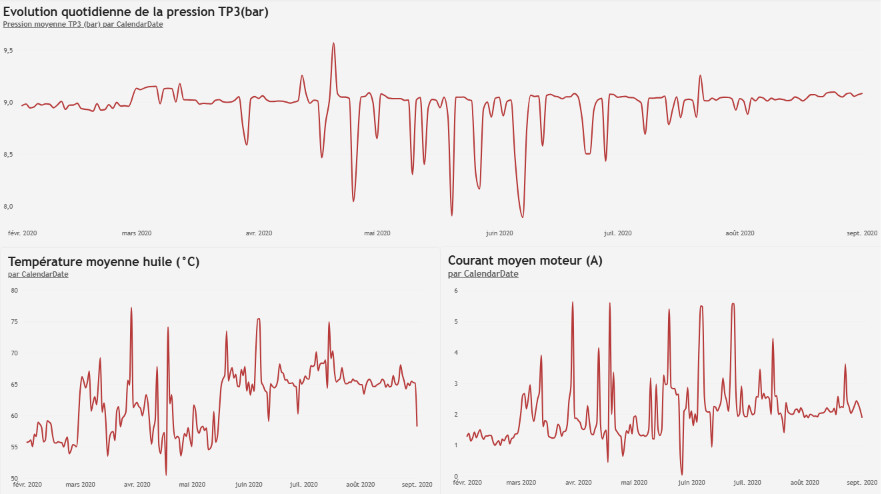 Evolution quotidienne de la pression TP3(bar)
Pression moyenne TP3 (bar) par CalendarDate
9,5
9,0
8,5
8,0
févr. 2020 mars 2020 avr. 2020 mai 2020 juin 2020 juil. 2020 août 2020 sept. 2020
Température moyenne huile (°C)
par CalendarDate
80
75
70
65
60
55
50
févr. 2020 mars 2020 avr. 2020 mai 2020 juin 2020 juil. 2020 août 2020 sept. 2020
Courant moyen moteur (A)
par CalendarDate
6
5
4
3
2
1
0
févr. 2020 mars 2020 avr. 2020 mai 2020 juin 2020 juil. 2020 août 2020 sept. 2020